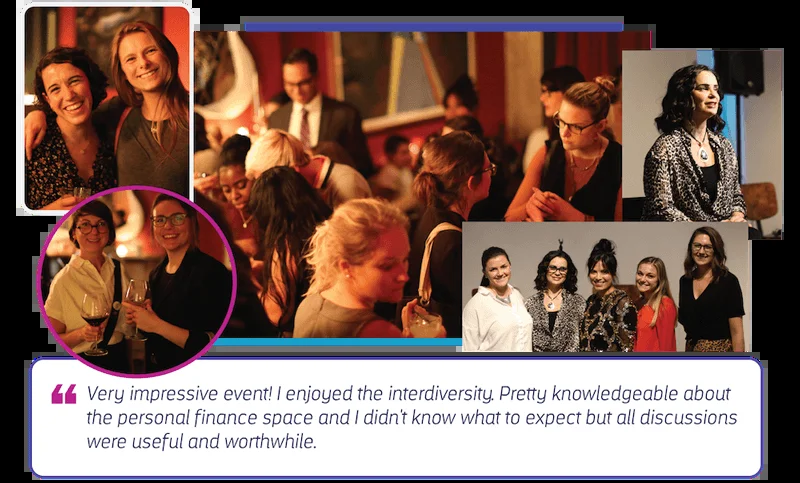 ❝ Very impressive event! I enjoyed the interdiversity. Pretty knowledgeable about
the personal finance space and I didn't know what to expect but all discussions
were useful and worthwhile.